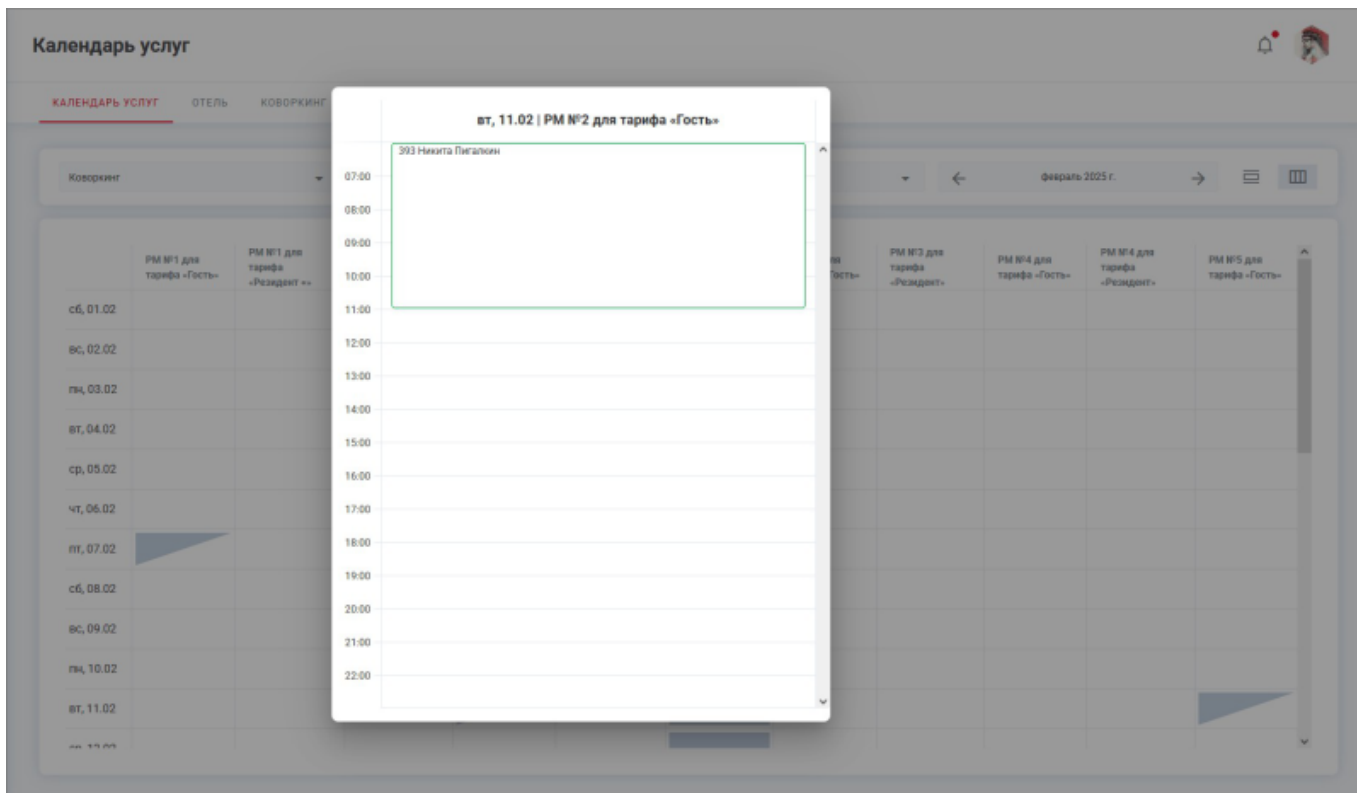 Календарь услуг
КАЛЕНДАРЬ УСЛУГ ОТЕЛЬ КОВОРКИНГ
Коворкинг
февраль 2025 г.
вт, 11.02 | РМ №2 для тарифа «Гость»
393 Никита Пигалкин
07:00
08:00
09:00
10:00
11:00
12:00
13:00
14:00
15:00
16:00
17:00
18:00
19:00
20:00
21:00
22:00
РМ №1 для
тарифа «Гость»
РМ №1 для
тарифа
«Резидент «»
РМ №3 для
тарифа
«Резидент»
РМ №4 для
тарифа «Гость»
РМ №4 для
тарифа
«Резидент»
РМ №5 для
тарифа «Гость»
сб, 01.02
вс, 02.02
пн, 03.02
вт, 04.02
ср, 05.02
чт, 06.02
пт, 07.02
сб, 08.02
вс, 09.02
пн, 10.02
вт, 11.02
ср, 12.02